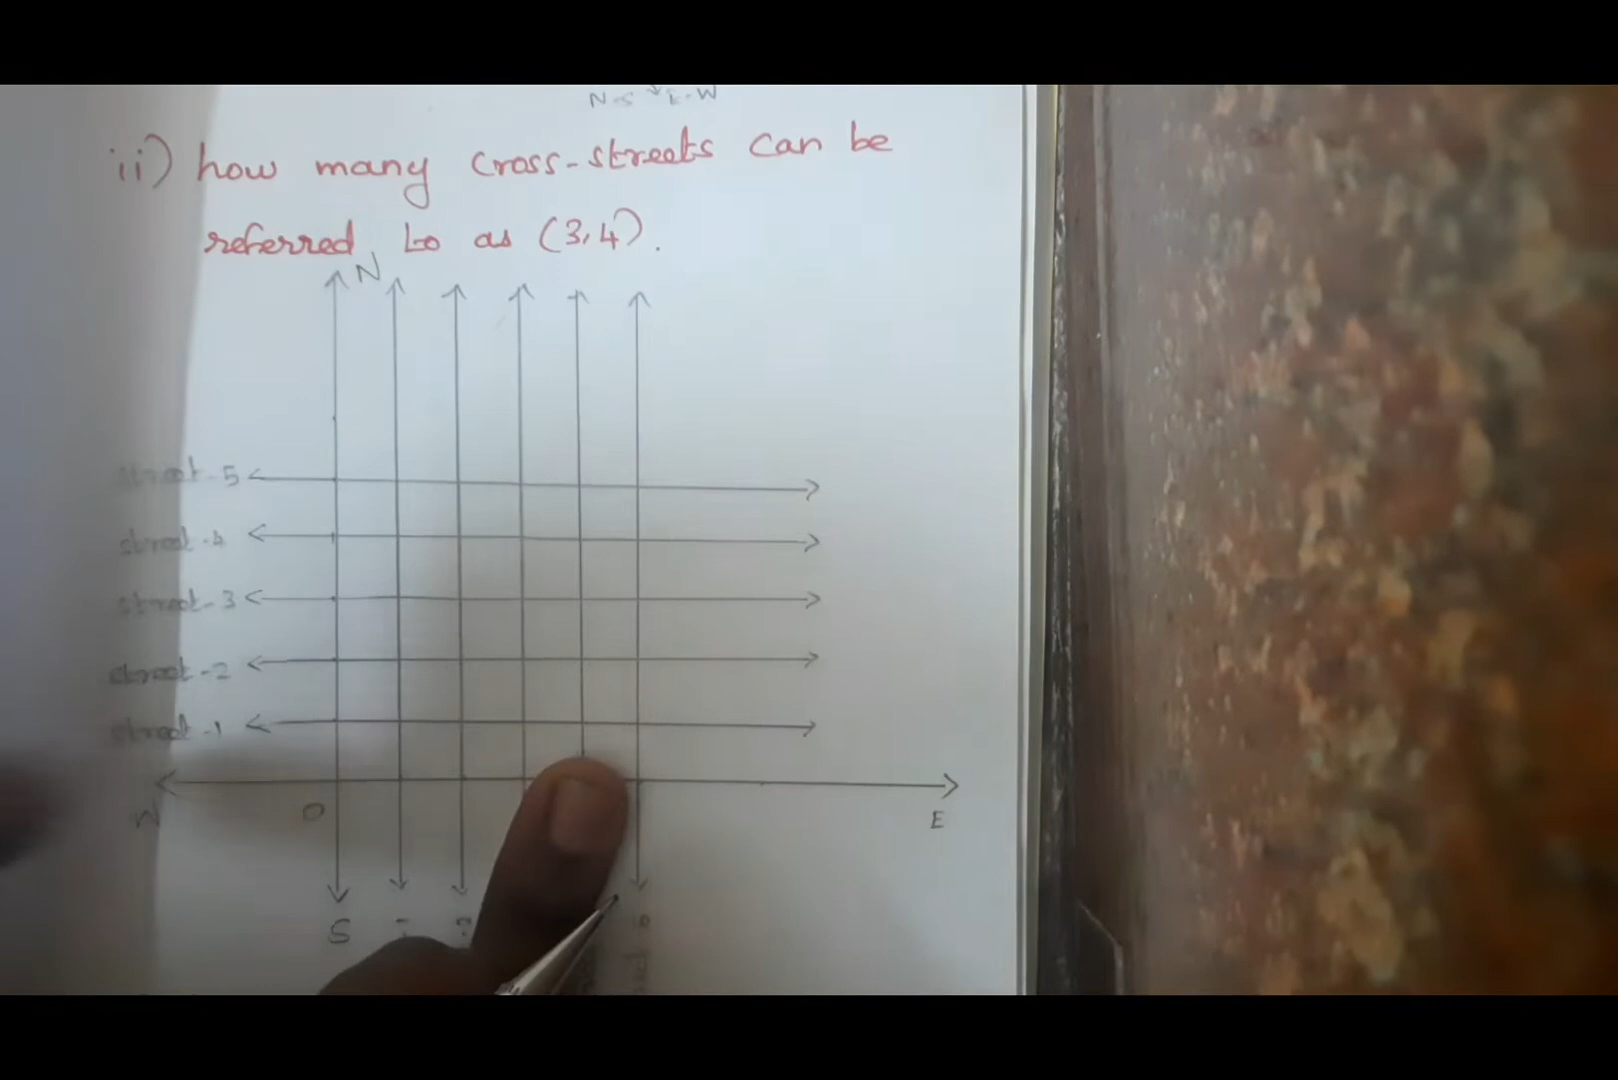 N-S E-W
ii) how many cross-streets can be
referred to as (3,4).
N
street-5
street-4
street-3
street-2
street-1
W O E
S